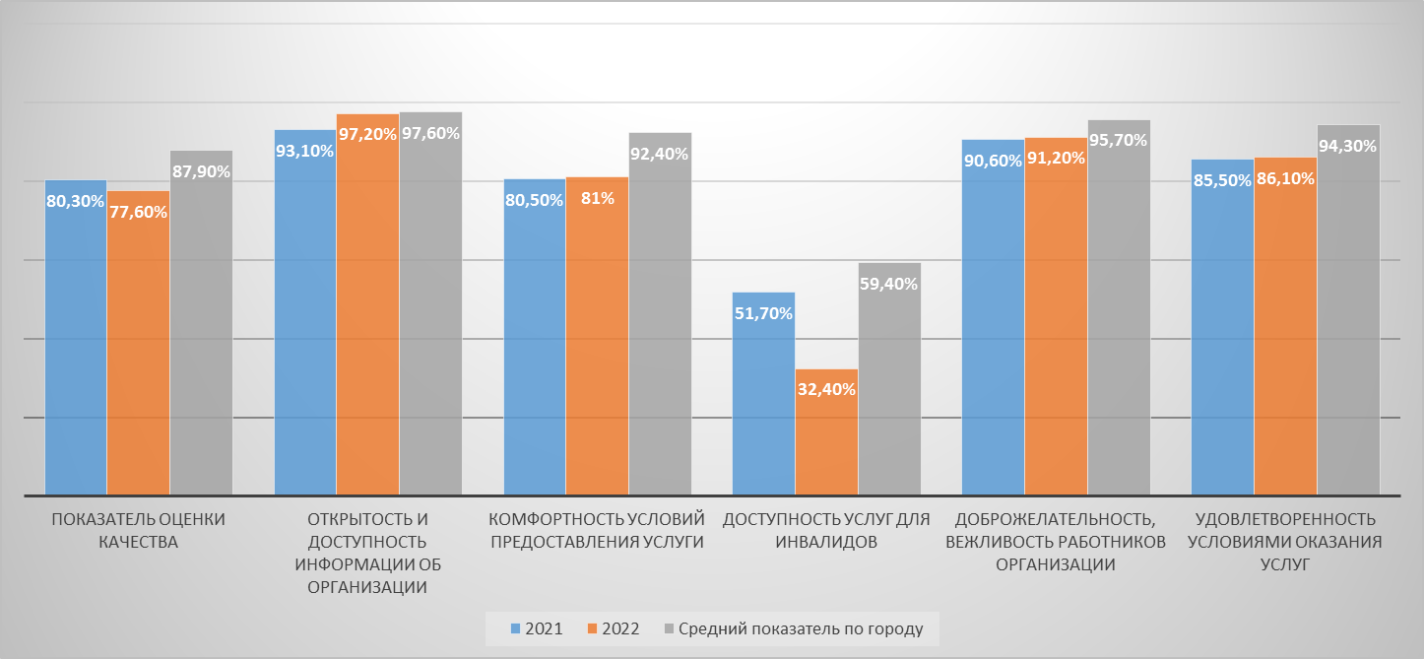 80,30%
77,60%
87,90%
93,10%
97,20%
97,60%
80,50%
81%
92,40%
51,70%
32,40%
59,40%
90,60%
91,20%
95,70%
85,50%
86,10%
94,30%
ПОКАЗАТЕЛЬ ОЦЕНКИ
КАЧЕСТВА
ОТКРЫТОСТЬ И
ДОСТУПНОСТЬ
ИНФОРМАЦИИ ОБ
ОРГАНИЗАЦИИ
КОМФОРТНОСТЬ УСЛОВИЙ
ПРЕДОСТАВЛЕНИЯ УСЛУГИ
ДОСТУПНОСТЬ УСЛУГ ДЛЯ
ИНВАЛИДОВ
ДОБРОЖЕЛАТЕЛЬНОСТЬ,
ВЕЖЛИВОСТЬ РАБОТНИКОВ
ОРГАНИЗАЦИИ
УДОВЛЕТВОРЕННОСТЬ
УСЛОВИЯМИ ОКАЗАНИЯ
УСЛУГ
2021
2022
Средний показатель по городу